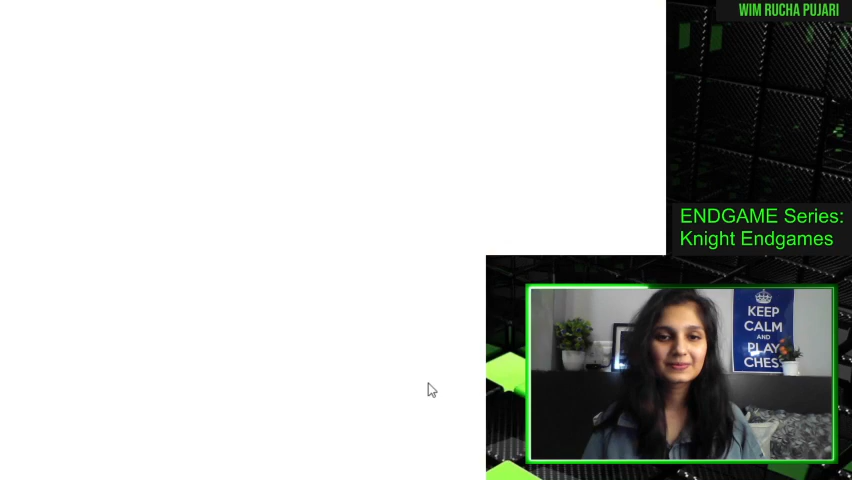 WIM RUCHA PUJARI
ENDGAME Series:
Knight Endgames
KEEP
CALM
AND
PLAY
CHESS